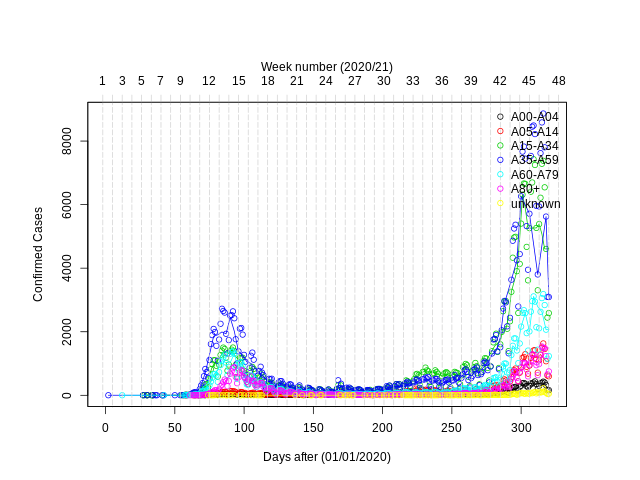 Week number (2020/21)
1 3 5 7 9 12 15 18 21 24 27 30 33 36 39 42 45 48
A00-A04
A05-A14
A15-A34
A35-A59
A60-A79
A80+
unknown
Confirmed Cases
8000
6000
4000
2000
0
0 50 100 150 200 250 300
Days after (01/01/2020)